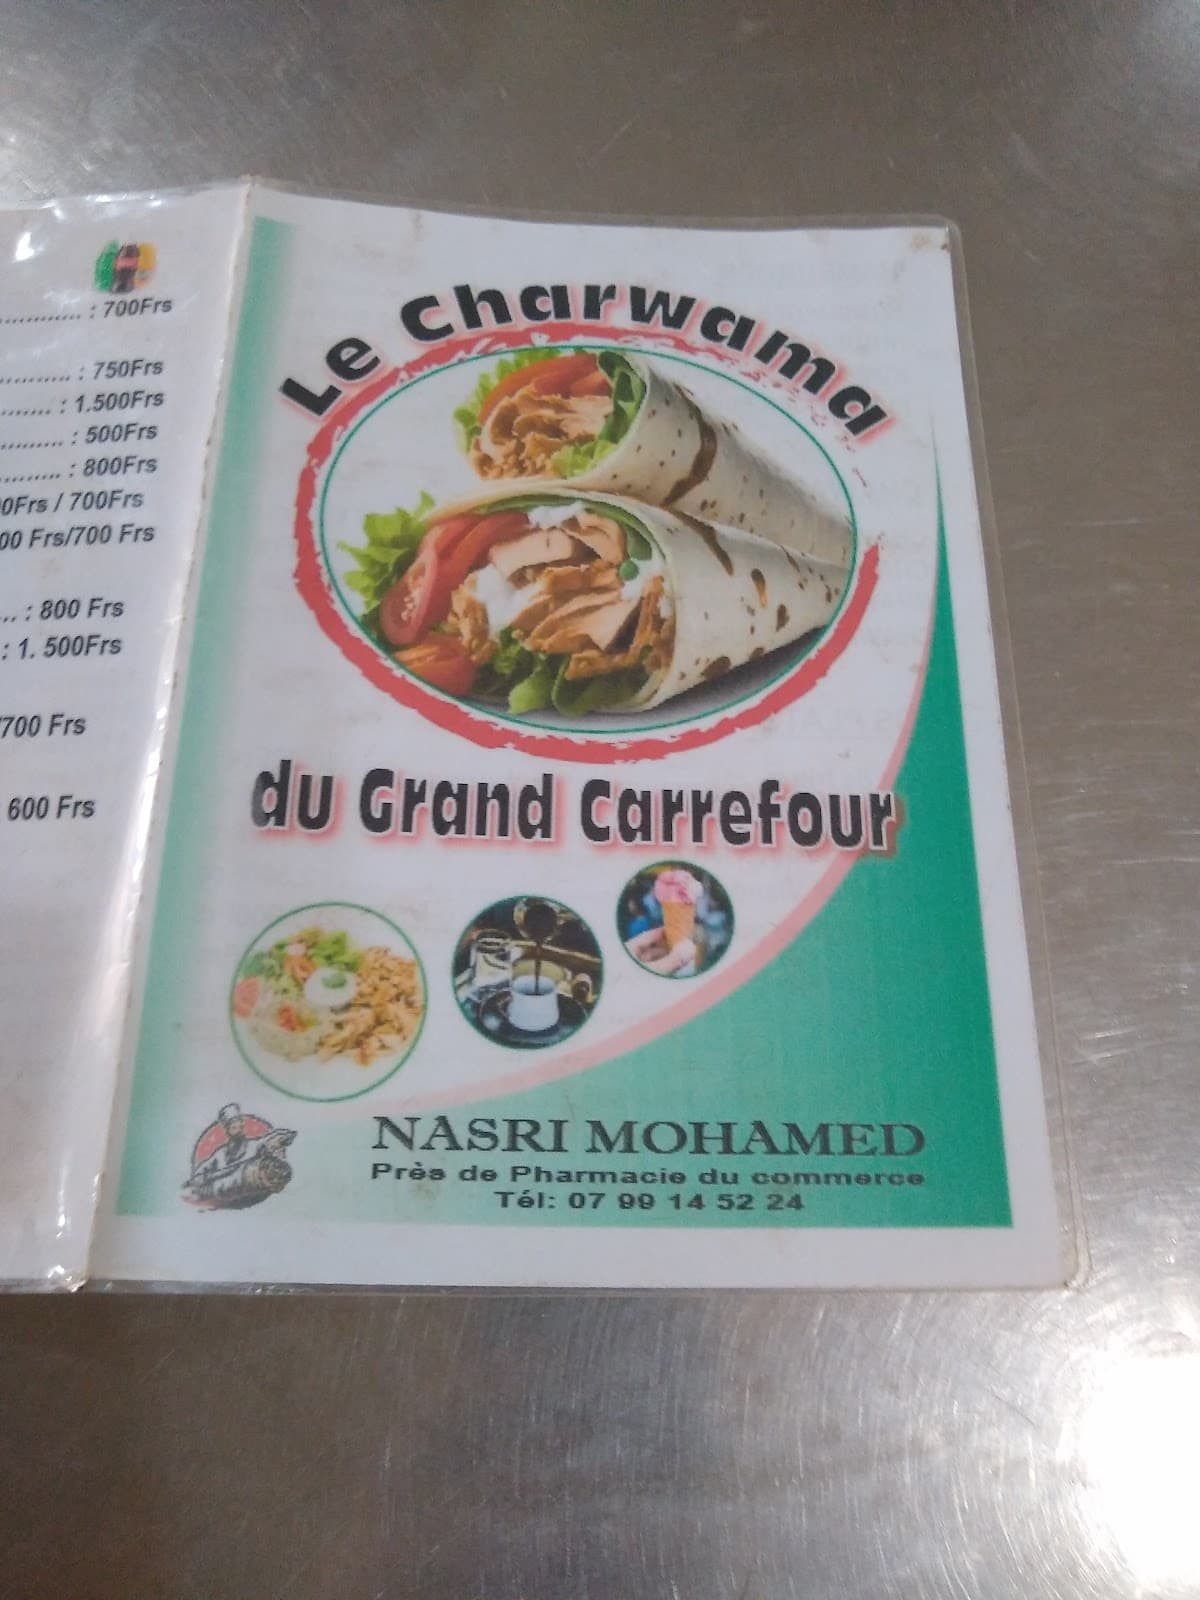 : 700Frs
: 750Frs
: 1.500Frs
: 500Frs
: 800Frs
0Frs / 700Frs
00 Frs/700 Frs
: 800 Frs
: 1. 500Frs
/700 Frs
600 Frs
Le Charwama
du Grand Carrefour
NASRI MOHAMED
Près de Pharmacie du commerce
Tél: 07 99 14 52 24